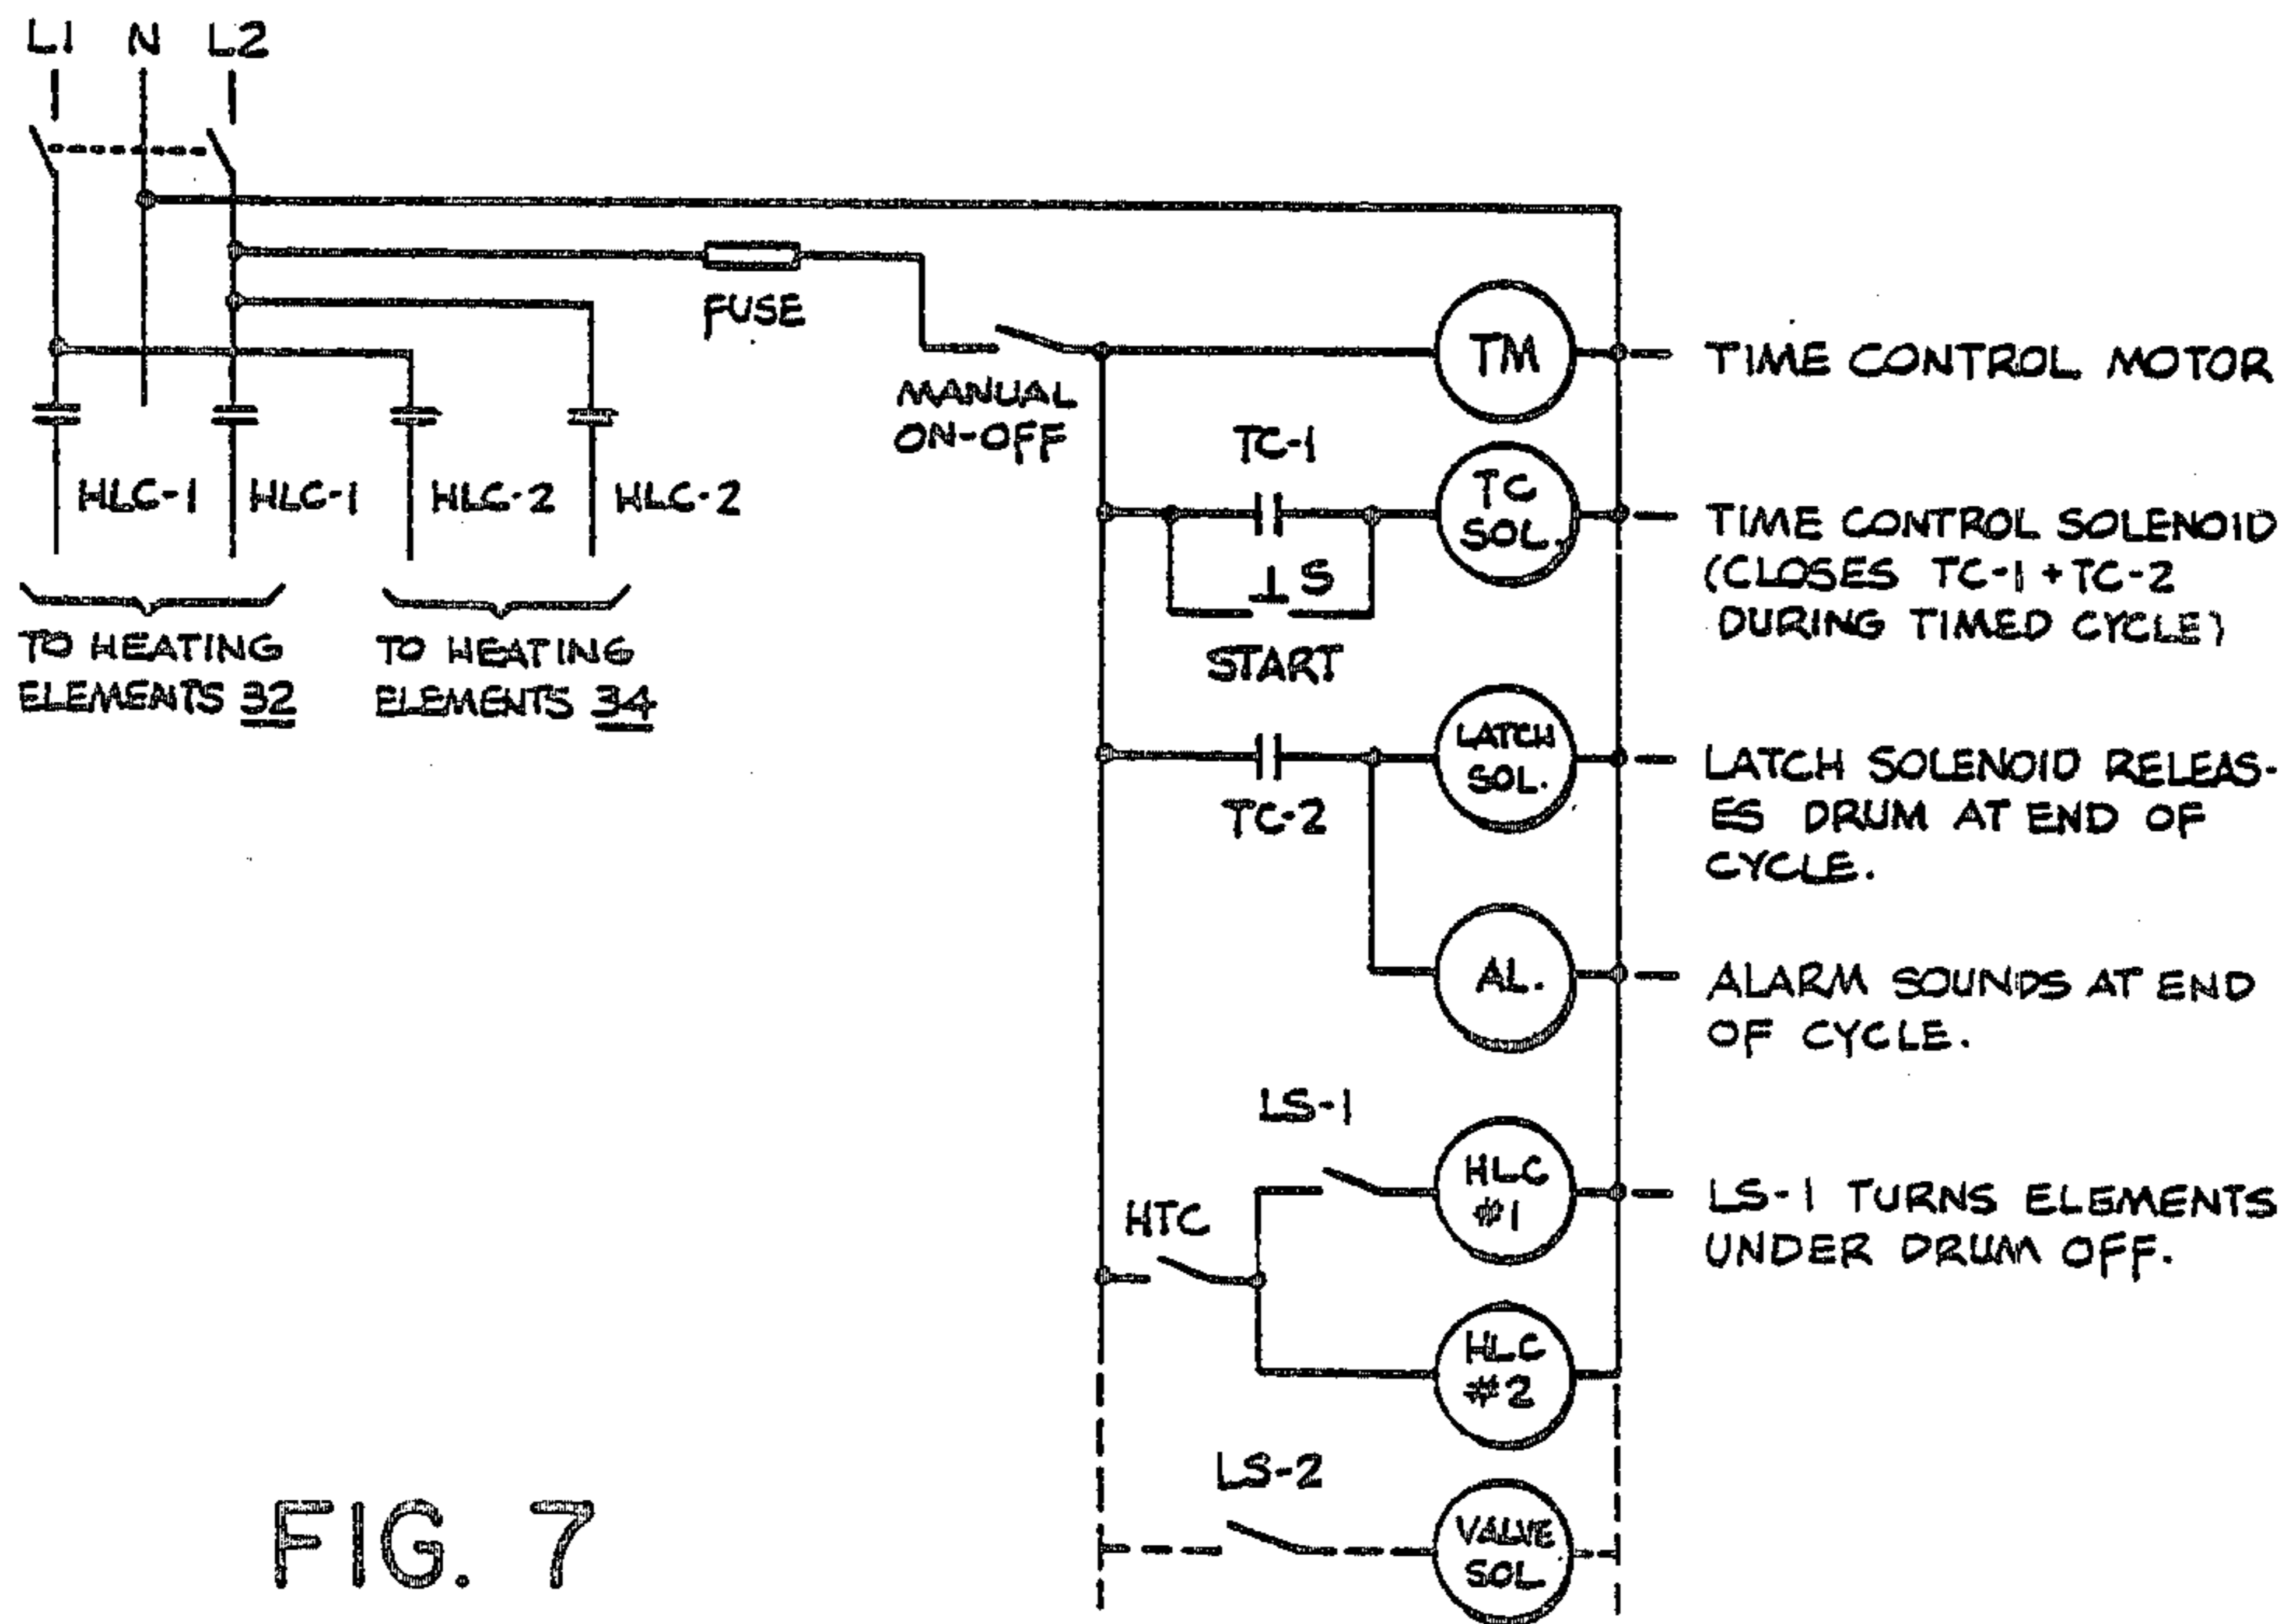 L1 N L2
FUSE
MANUAL
ON-OFF
TM
TIME CONTROL MOTOR
HLC-1 HLC-1 HLC-2 HLC-2
TO HEATING
ELEMENTS 32
TO HEATING
ELEMENTS 34
TC-1
S
START
TC
SOL.
TIME CONTROL SOLENOID
(CLOSES TC-1 + TC-2
DURING TIMED CYCLE)
TC-2
LATCH
SOL.
LATCH SOLENOID RELEAS-
ES DRUM AT END OF
CYCLE.
AL.
ALARM SOUNDS AT END
OF CYCLE.
LS-1
HTC
HLC
#1
LS-1 TURNS ELEMENTS
UNDER DRUM OFF.
HLC
#2
LS-2
VALVE
SOL
FIG. 7